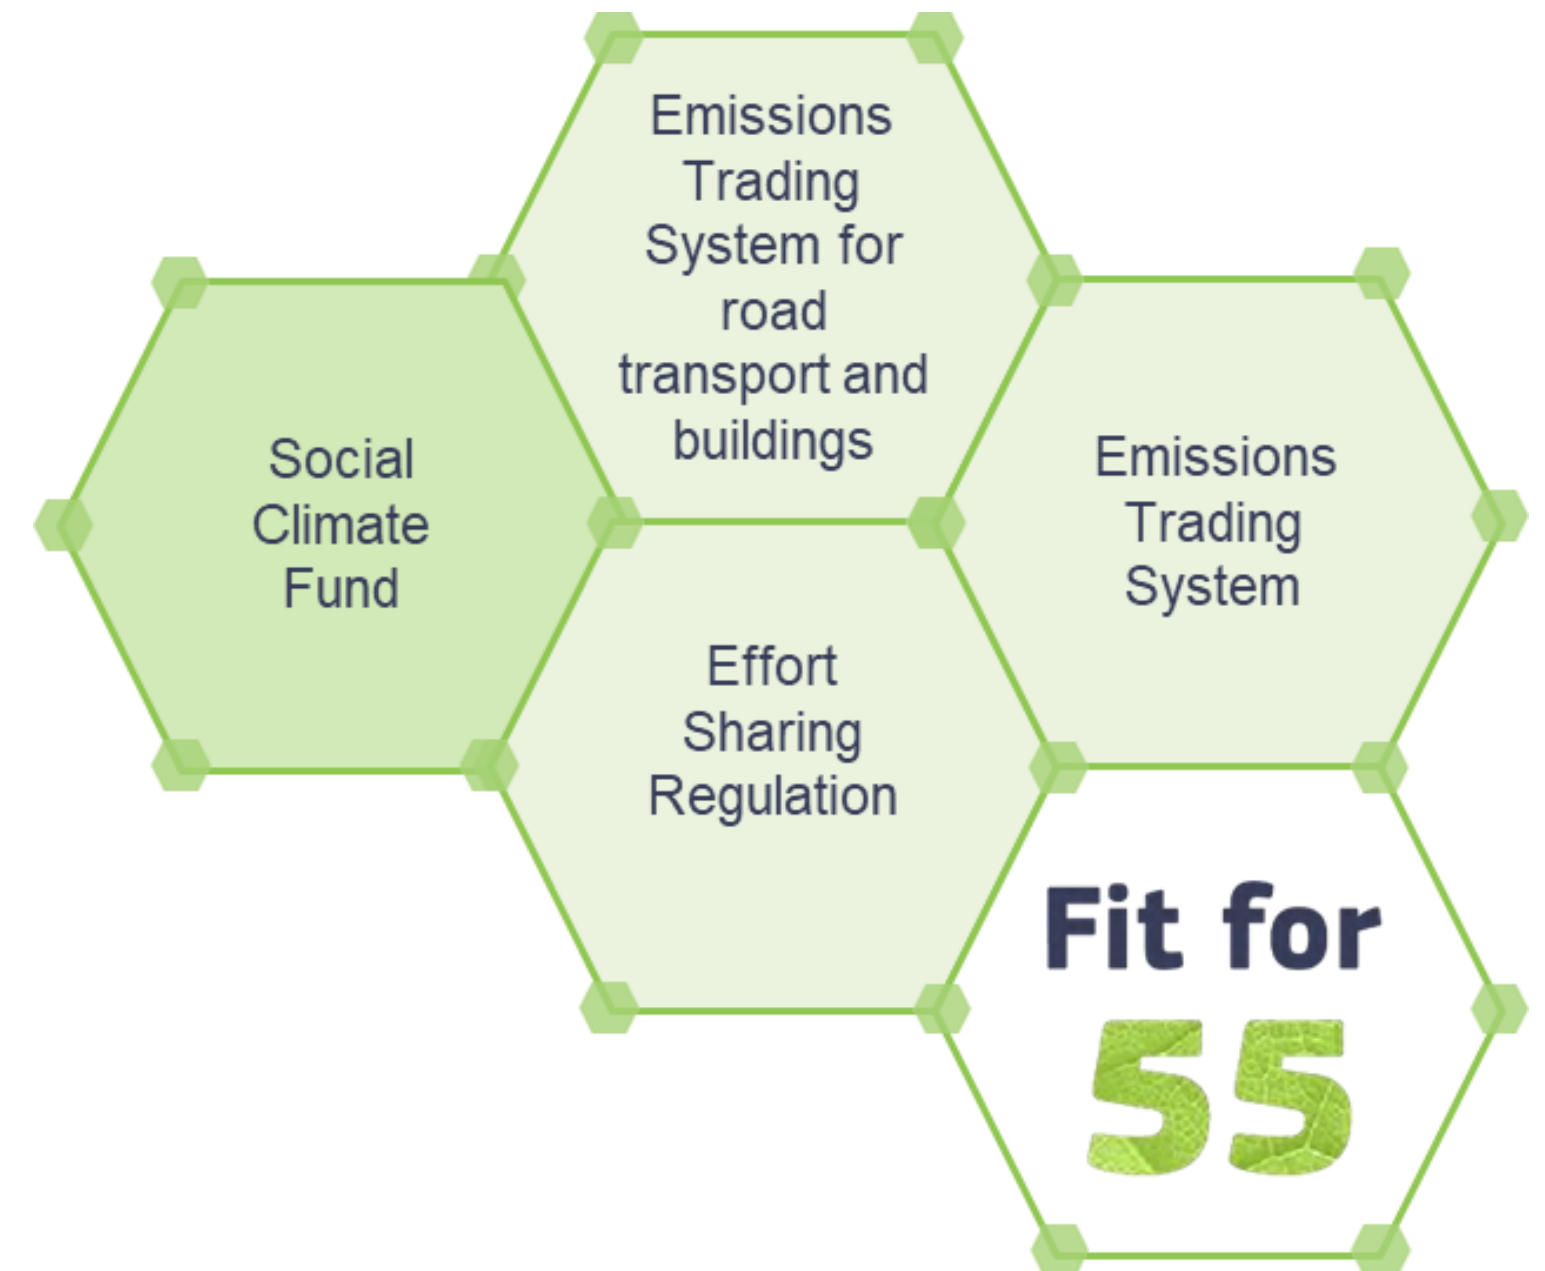 Emissions
Trading
System for
road
transport and
buildings
Social
Climate
Fund
Emissions
Trading
System
Effort
Sharing
Regulation
Fit for
55